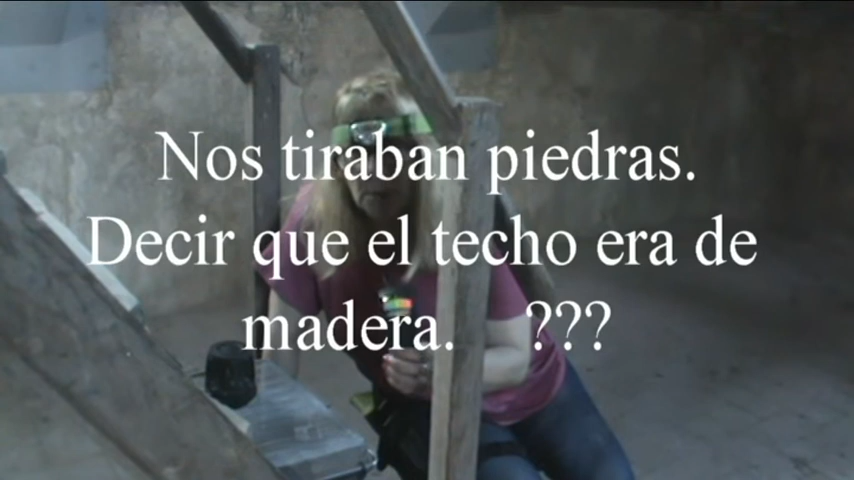 Nos tiraban piedras.
Decir que el techo era de
madera. ???